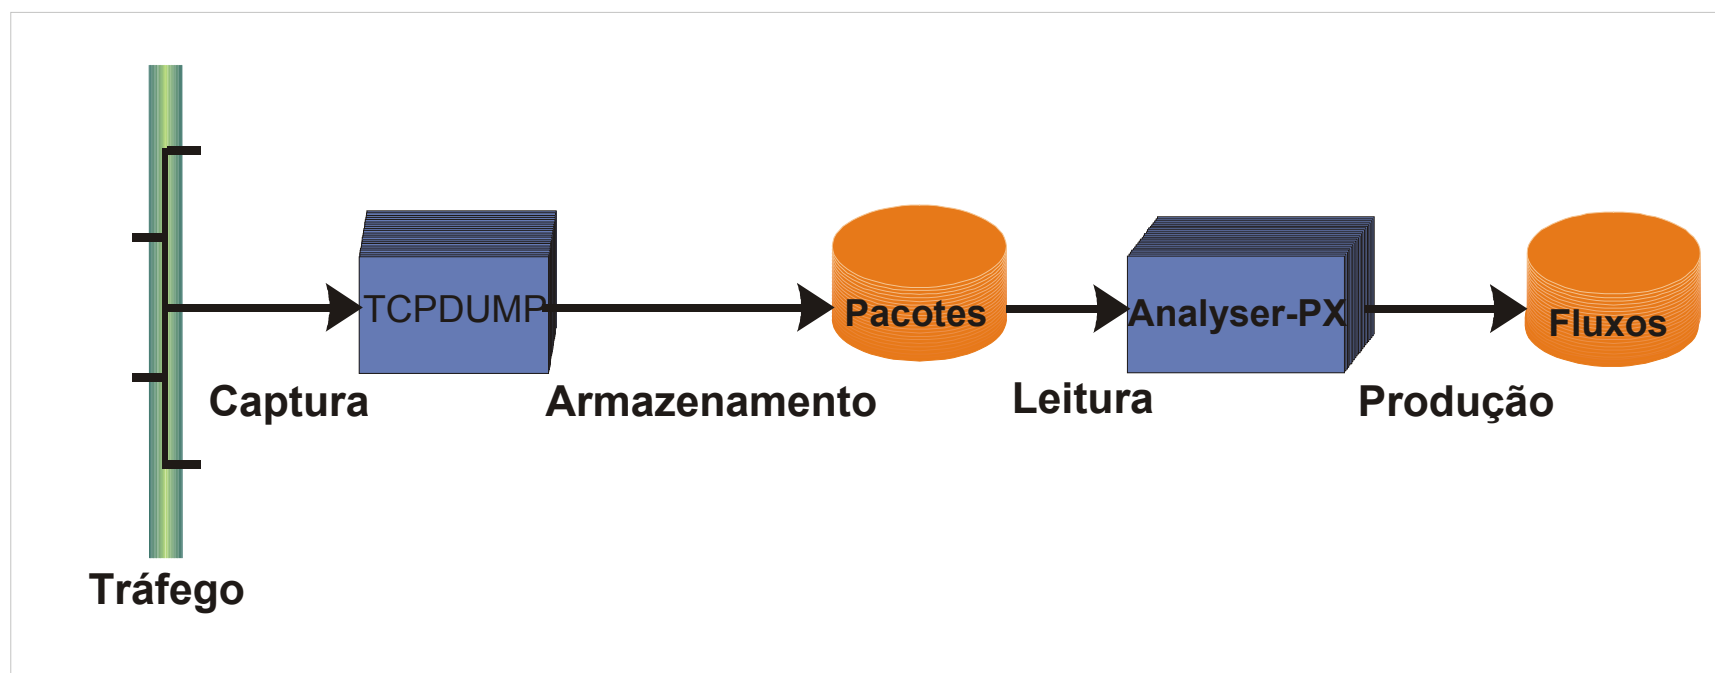 TCPDUMP
Pacotes
Analyser-PX
Fluxos
Captura
Armazenamento
Leitura
Produção
Tráfego